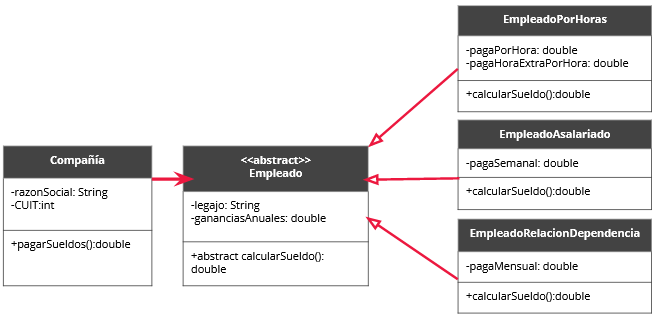 Compañía
-razonSocial: String
-CUIT:int
+pagarSueldos():double
<<abstract>>
Empleado
-legajo: String
-gananciasAnuales: double
+abstract calcularSueldo():
double
EmpleadoPorHoras
-pagaPorHora: double
-pagaHoraExtraPorHora: double
+calcularSueldo():double
EmpleadoAsalariado
-pagaSemanal: double
+calcularSueldo():double
EmpleadoRelacionDependencia
-pagaMensual: double
+calcularSueldo():double